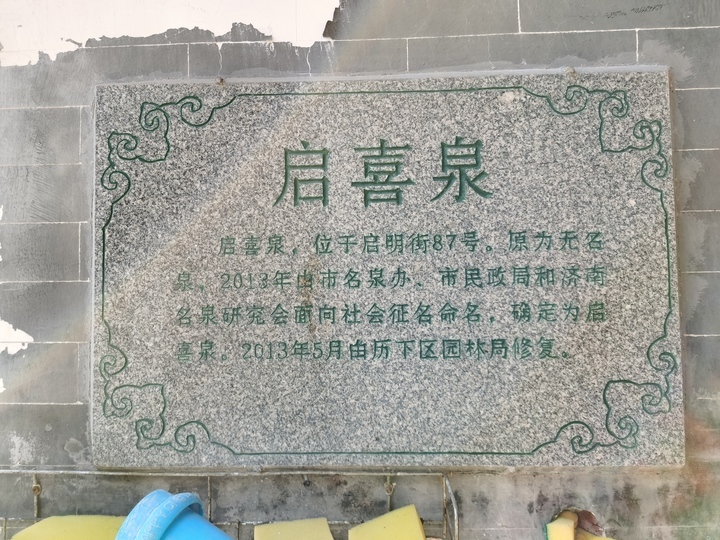 启喜泉
启喜泉，位于启明街87号。原为无名
泉，2013年由市名泉办、市民政局和济南
名泉研究会面向社会征名命名，确定为启
喜泉。2013年5月由历下区园林局修复。